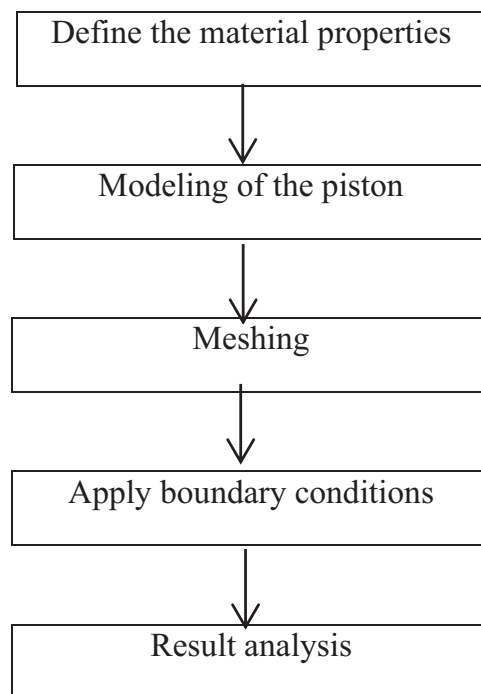 Define the material properties
Modeling of the piston
Meshing
Apply boundary conditions
Result analysis